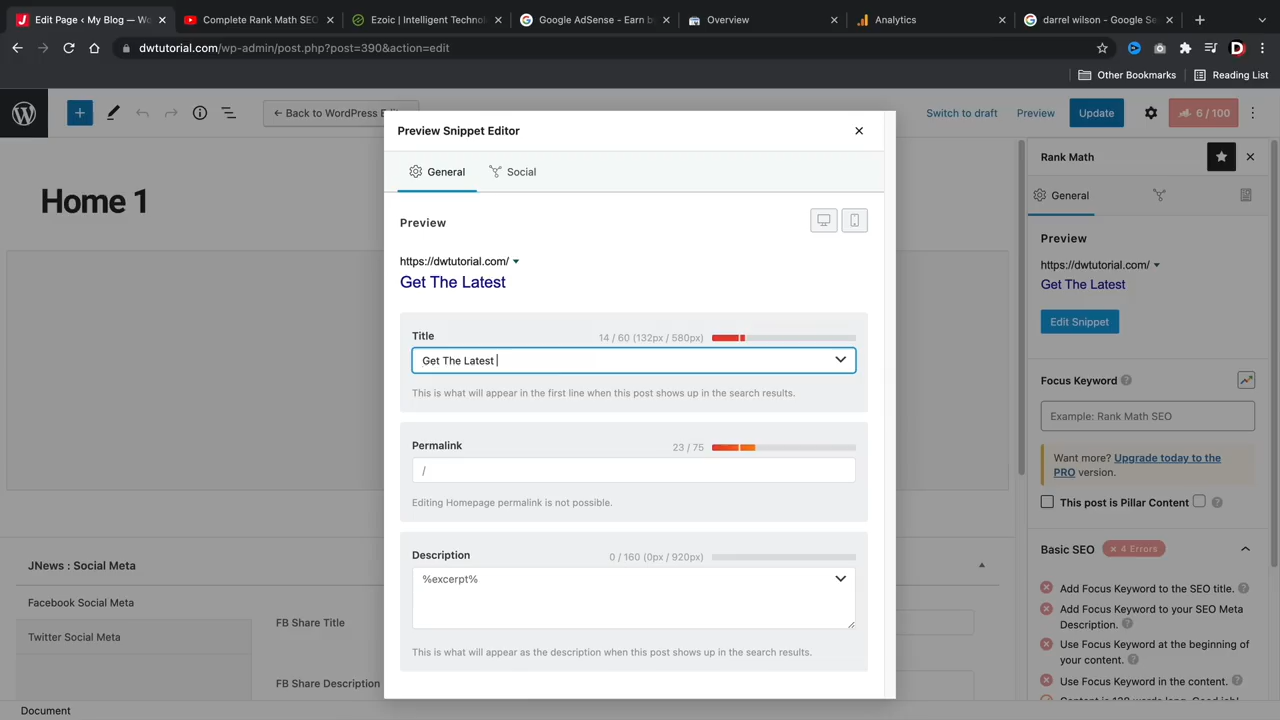 Edit Page ‹ My Blog — Wo
Complete Rank Math SEO
Ezoic | Intelligent Technol
Google AdSense - Earn
Overview
Analytics
darrel wilson - Google Se
dwtutorial.com/wp-admin/post.php?post=390&action=edit
Other Bookmarks
Reading List
← Back to WordPress
Switch to draft
Preview
Update
6 / 100
Home 1
Preview Snippet Editor
General
Social
Preview
https://dwtutorial.com/
Get The Latest
Title
14 / 60 (132px / 580px)
Get The Latest
This is what will appear in the first line when this post shows up in the search results.
Permalink
23 / 75
/
Editing Homepage permalink is not possible.
Description
0 / 160 (0px / 920px)
%excerpt%
This is what will appear as the description when this post shows up in the search results.
Rank Math
General
Preview
https://dwtutorial.com/
Get The Latest
Edit Snippet
Focus Keyword
Example: Rank Math SEO
Want more? Upgrade today to the
PRO version.
This post is Pillar Content
Basic SEO
× 4 Errors
Add Focus Keyword to the SEO title.
Add Focus Keyword to your SEO Meta
Description.
Use Focus Keyword at the beginning of
your content.
Use Focus Keyword in the content.
Content is 128 words long. Good job!
JNews : Social Meta
Facebook Social Meta
Twitter Social Meta
FB Share Title
FB Share Description
Document